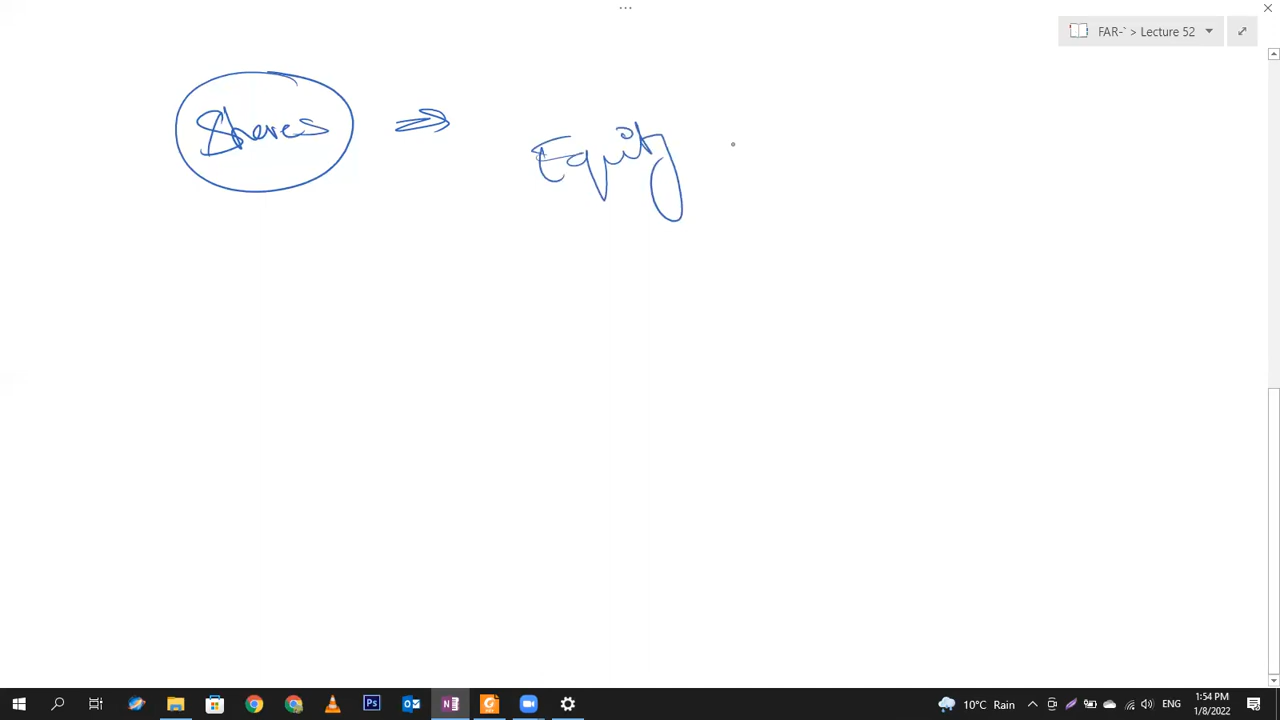 FAR-` > Lecture 52
Shares ⇒ Equity
10°C Rain
ENG
1:54 PM
1/8/2022